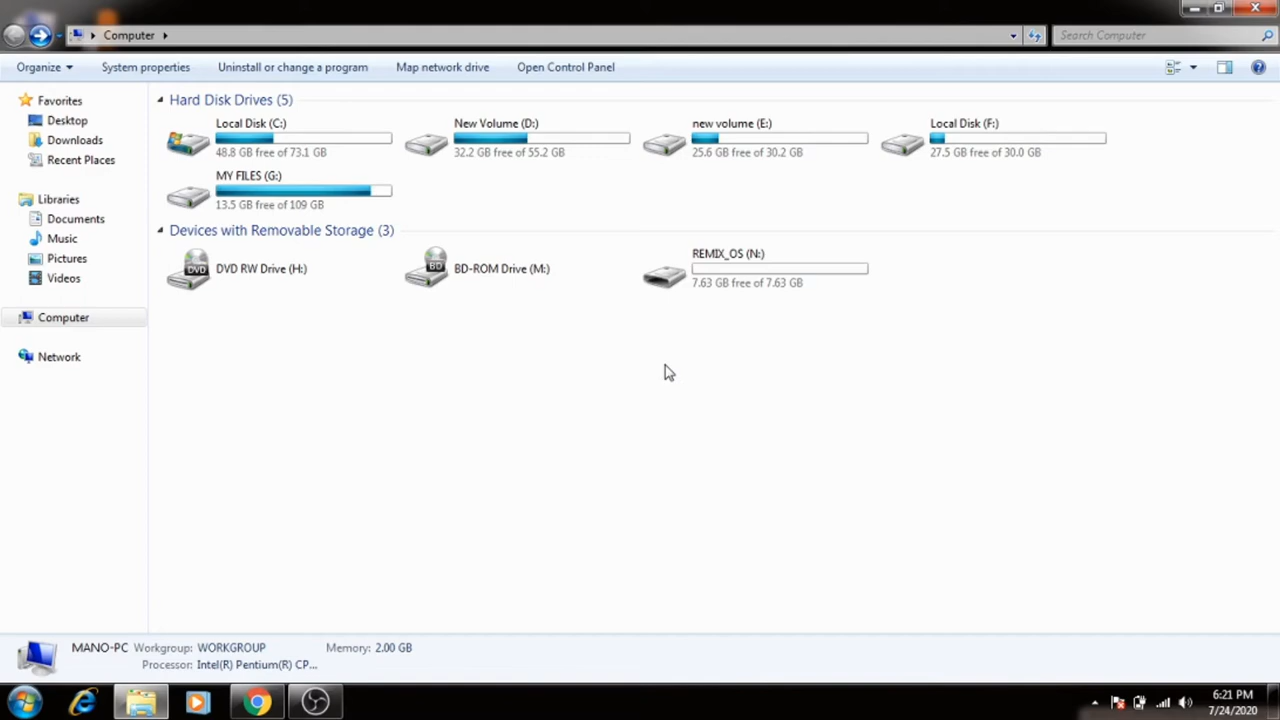 Computer
Search Computer
Organize
System properties
Uninstall or change a program
Map network drive
Open Control Panel
Favorites
Desktop
Downloads
Recent Places
Libraries
Documents
Music
Pictures
Videos
Computer
Network
Hard Disk Drives (5)
Local Disk (C:)
48.8 GB free of 73.1 GB
New Volume (D:)
32.2 GB free of 55.2 GB
new volume (E:)
25.6 GB free of 30.2 GB
Local Disk (F:)
27.5 GB free of 30.0 GB
MY FILES (G:)
13.5 GB free of 109 GB
Devices with Removable Storage (3)
DVD
DVD RW Drive (H:)
BD
BD-ROM Drive (M:)
REMIX_OS (N:)
7.63 GB free of 7.63 GB
MANO-PC Workgroup: WORKGROUP Memory: 2.00 GB
Processor: Intel(R) Pentium(R) CP...
6:21 PM
7/24/2020